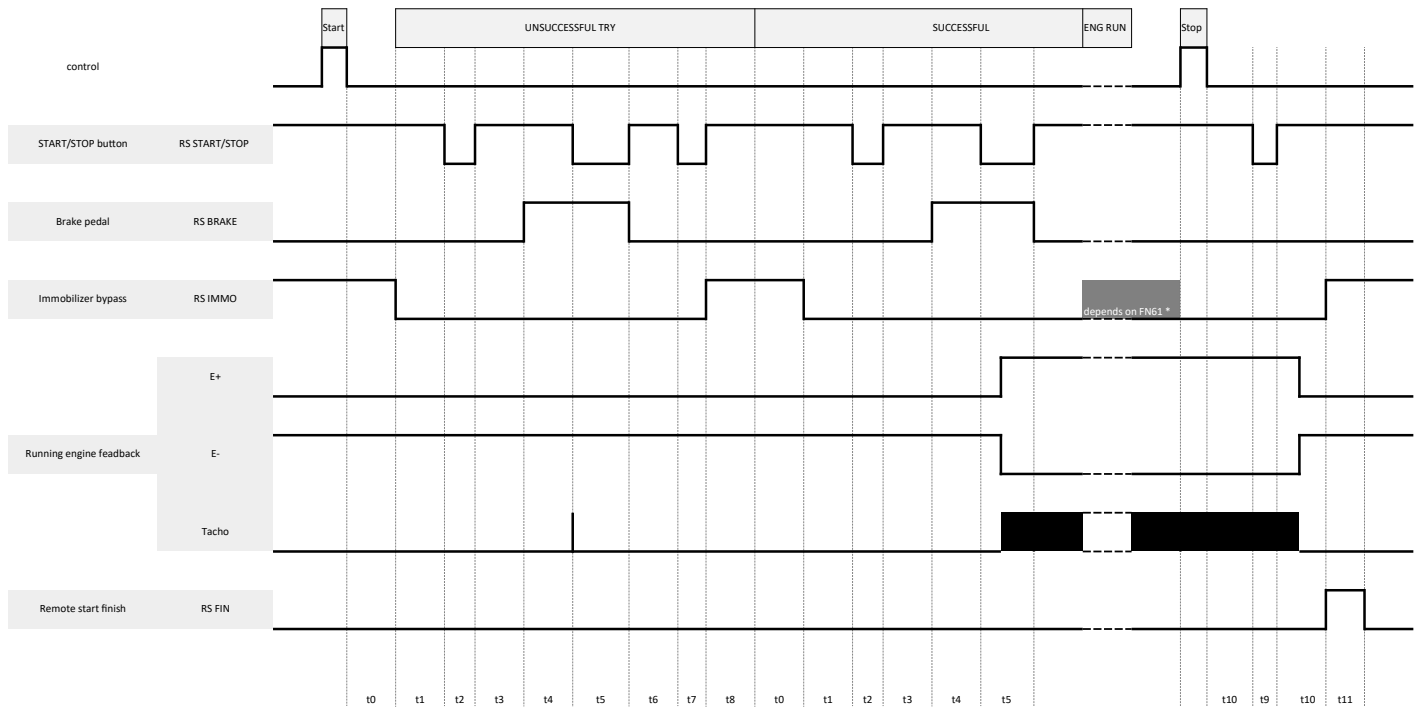 Start UNSUCCESSFUL TRY SUCCESSFUL ENG RUN Stop
control
START/STOP button RS START/STOP
Brake pedal RS BRAKE
Immobilizer bypass RS IMMO
depends on FN61 *
E+
Running engine feadback E-
Tacho
Remote start finish RS FIN
t0 t1 t2 t3 t4 t5 t6 t7 t8 t0 t1 t2 t3 t4 t5 t10 t9 t10 t11